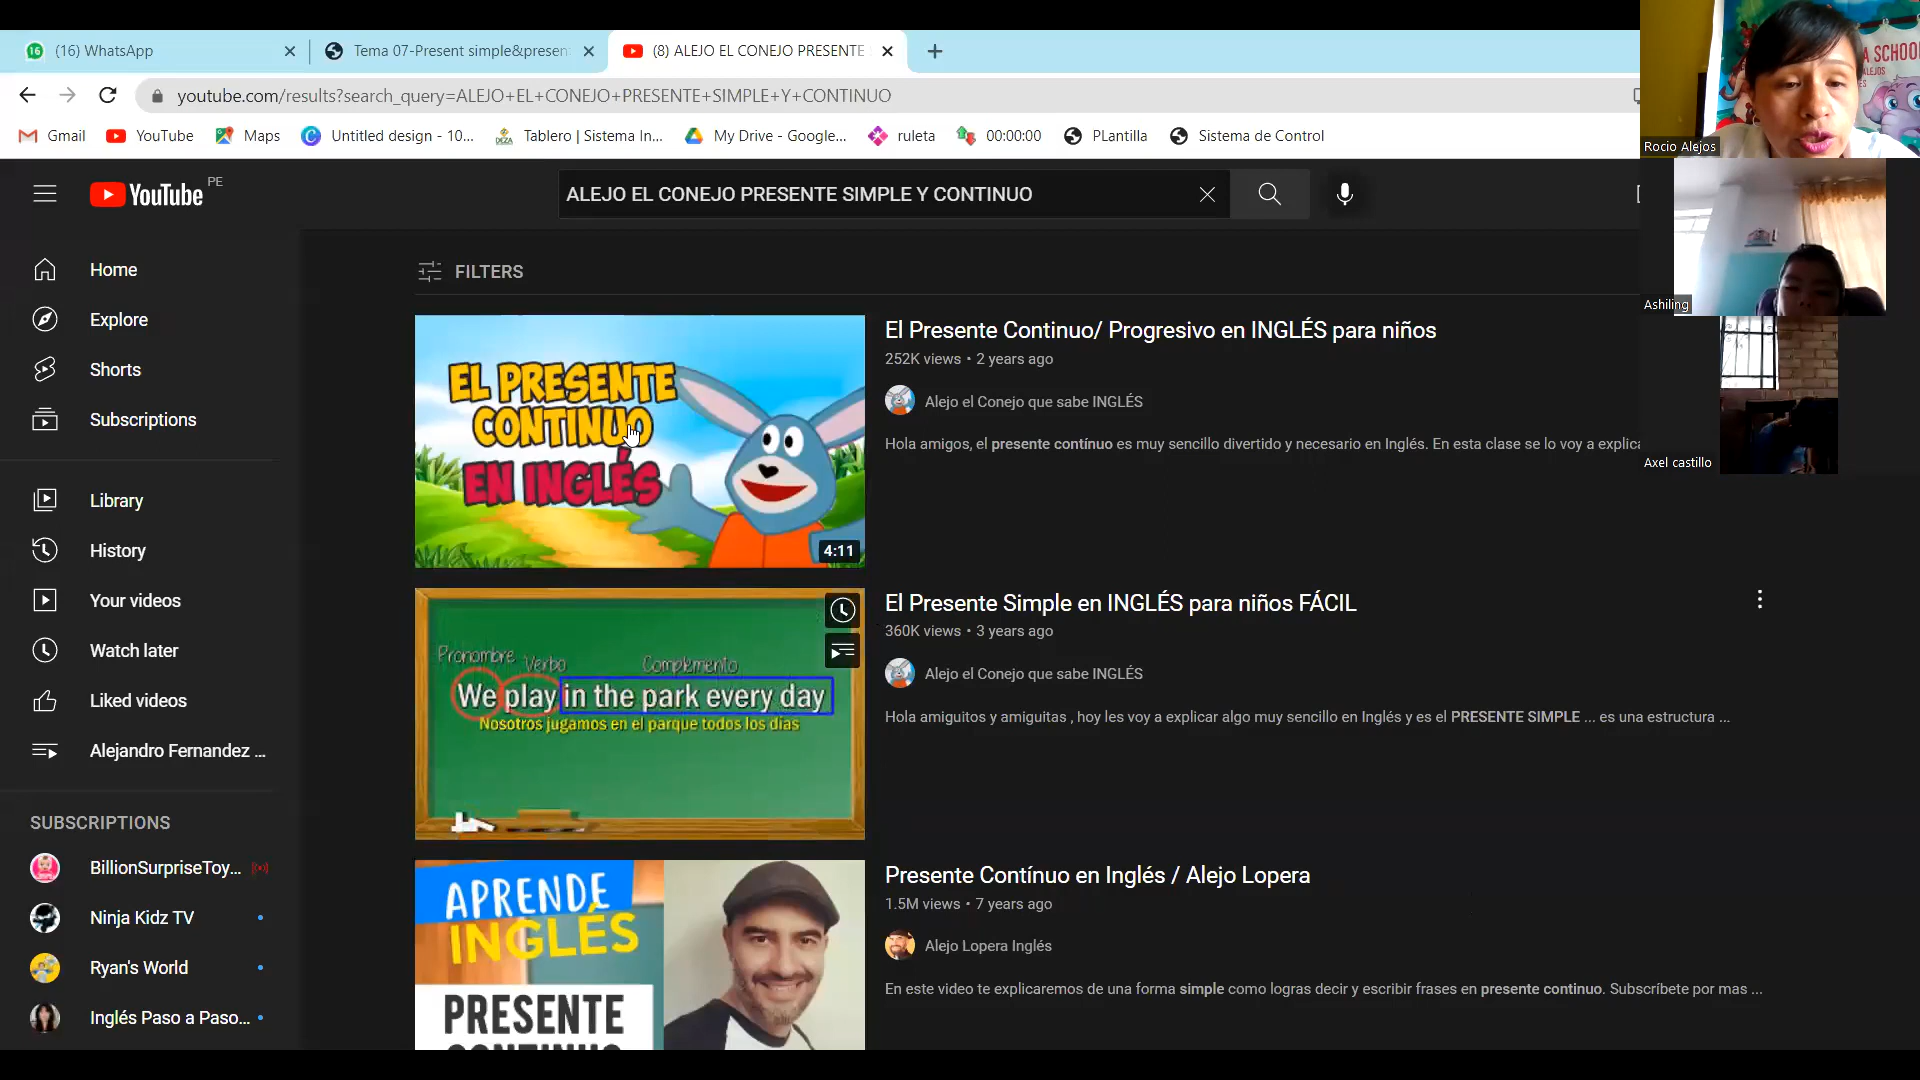 (16) WhatsApp
Tema 07-Present simple&presen
(8) ALEJO EL CONEJO PRESENTE
youtube.com/results?search_query=ALEJO+EL+CONEJO+PRESENTE+SIMPLE+Y+CONTINUO
Gmail
YouTube
Maps
Untitled design - 10...
Tablero | Sistema In...
My Drive - Google...
ruleta
00:00:00
PLantilla
Sistema de Control
YouTube PE
ALEJO EL CONEJO PRESENTE SIMPLE Y CONTINUO
Home
Explore
Shorts
Subscriptions
Library
History
Your videos
Watch later
Liked videos
Alejandro Fernandez ...
SUBSCRIPTIONS
BillionSurpriseToy...
Ninja Kidz TV
Ryan's World
Inglés Paso a Paso...
FILTERS
EL PRESENTE
CONTINUO
EN INGLÉS
4:11
El Presente Continuo/ Progresivo en INGLÉS para niños
252K views • 2 years ago
Alejo el Conejo que sabe INGLÉS
Hola amigos, el presente contínuo es muy sencillo divertido y necesario en Inglés. En esta clase se lo voy a explica
Pronombre Verbo Complemento
We play in the park every day
Nosotros jugamos en el parque todos los días
El Presente Simple en INGLÉS para niños FÁCIL
360K views • 3 years ago
Alejo el Conejo que sabe INGLÉS
Hola amiguitos y amiguitas , hoy les voy a explicar algo muy sencillo en Inglés y es el PRESENTE SIMPLE ... es una estructura ...
APRENDE
INGLÉS
PRESENTE
CONTINUO
Presente Contínuo en Inglés / Alejo Lopera
1.5M views • 7 years ago
Alejo Lopera Inglés
En este video te explicaremos de una forma simple como logras decir y escribir frases en presente continuo. Subscríbete por mas ...
A SCHOOL
ALEJOS
Rocio Alejos
Ashiling
Axel castillo